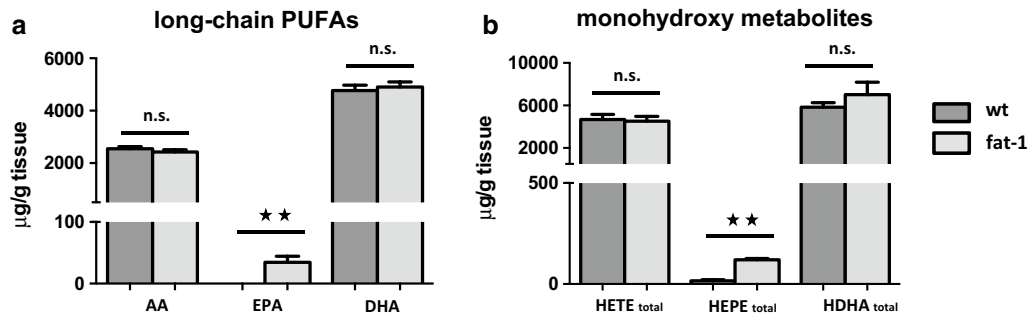 a
long-chain PUFAs
µg/g tissue
6000
4000
2000
100
0
n.s.
★★
n.s.
AA
EPA
DHA
b
monohydroxy metabolites
µg/g tissue
10000
6000
2000
500
0
n.s.
★★
n.s.
HETE total
HEPE total
HDHA total
wt
fat-1